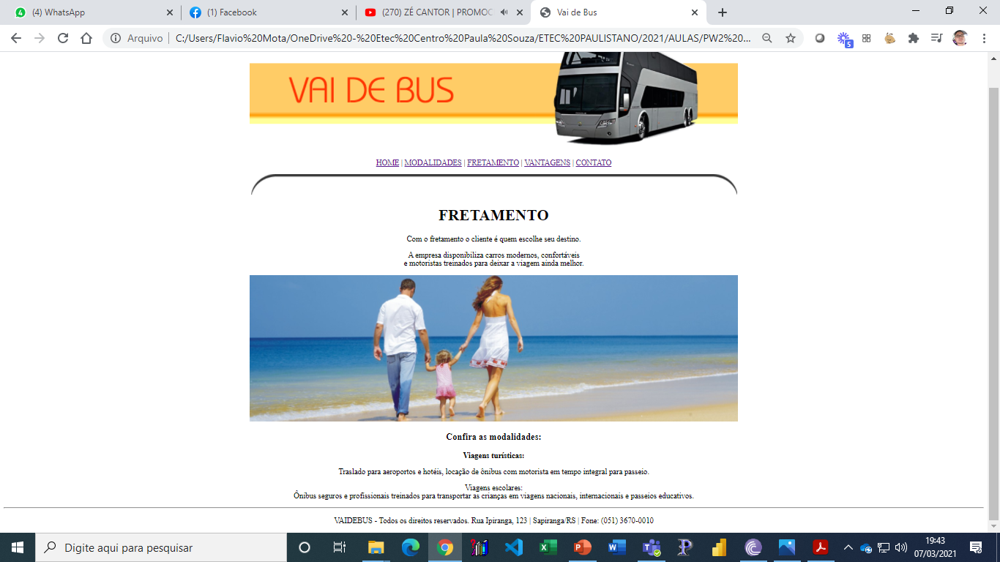 (4) WhatsApp
(1) Facebook
(270) ZÉ CANTOR | PROMOC
Vai de Bus
Arquivo | C:/Users/Flavio%20Mota/OneDrive%20-%20Etec%20Centro%20Paula%20Souza/ETEC%20PAULISTANO/2021/AULAS/PW2%20...
5
VAI DE BUS
HOME | MODALIDADES | FRETAMENTO | VANTAGENS | CONTATO
FRETAMENTO
Com o fretamento o cliente é quem escolhe seu destino.
A empresa disponibiliza carros modernos, confortáveis
e motoristas treinados para deixar a viagem ainda melhor.
Confira as modalidades:
Viagens turísticas:
Traslado para aeroportos e hotéis, locação de ônibus com motorista em tempo integral para passeio.
Viagens escolares:
Ônibus seguros e profissionais treinados para transportar as crianças em viagens nacionais, internacionais e passeios educativos.
VAIDEBUS - Todos os direitos reservados. Rua Ipiranga, 123 | Sapiranga/RS | Fone: (051) 3670-0010
Digite aqui para pesquisar
19:43
07/03/2021